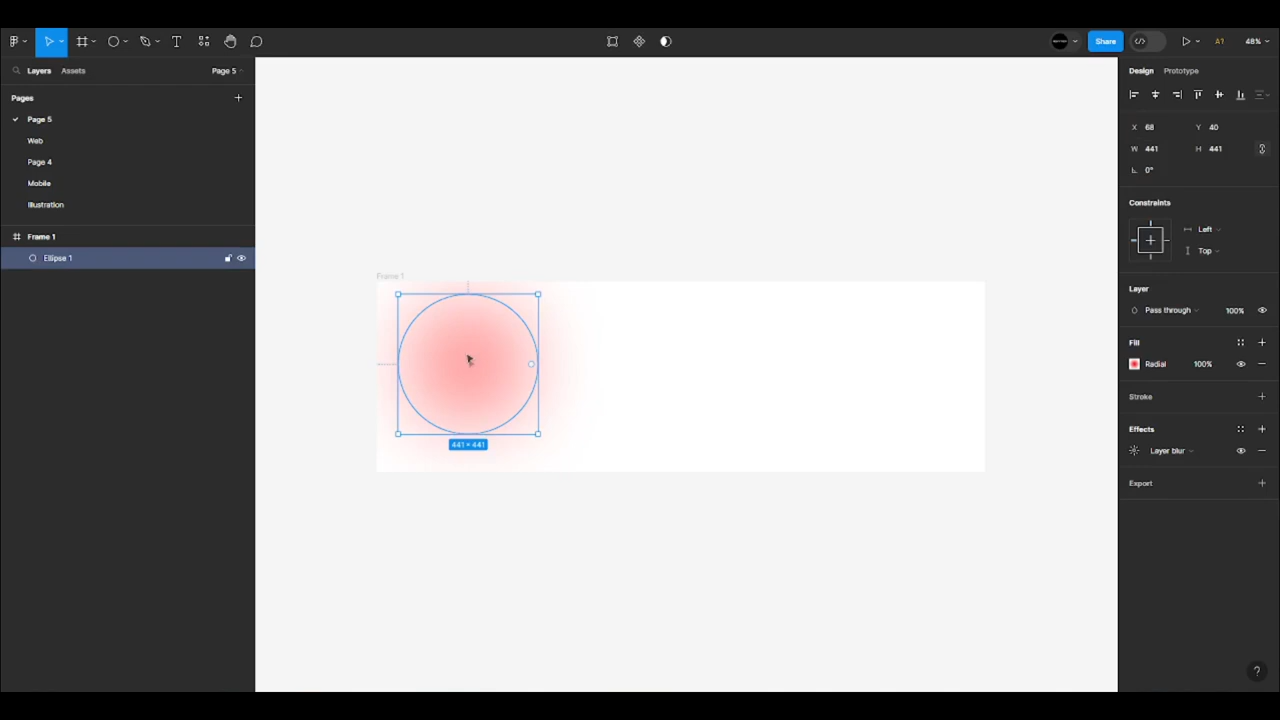 Share
A?
48%
Layers Assets Page 5
Design Prototype
Pages
Page 5
Web
Page 4
Mobile
Illustration
Frame 1
Ellipse 1
Frame 1
441 × 441
X 68 Y 40
W 441 H 441
0°
Constraints
Left
Top
Layer
Pass through 100%
Fill
Radial 100%
Stroke
Effects
Layer blur
Export
?